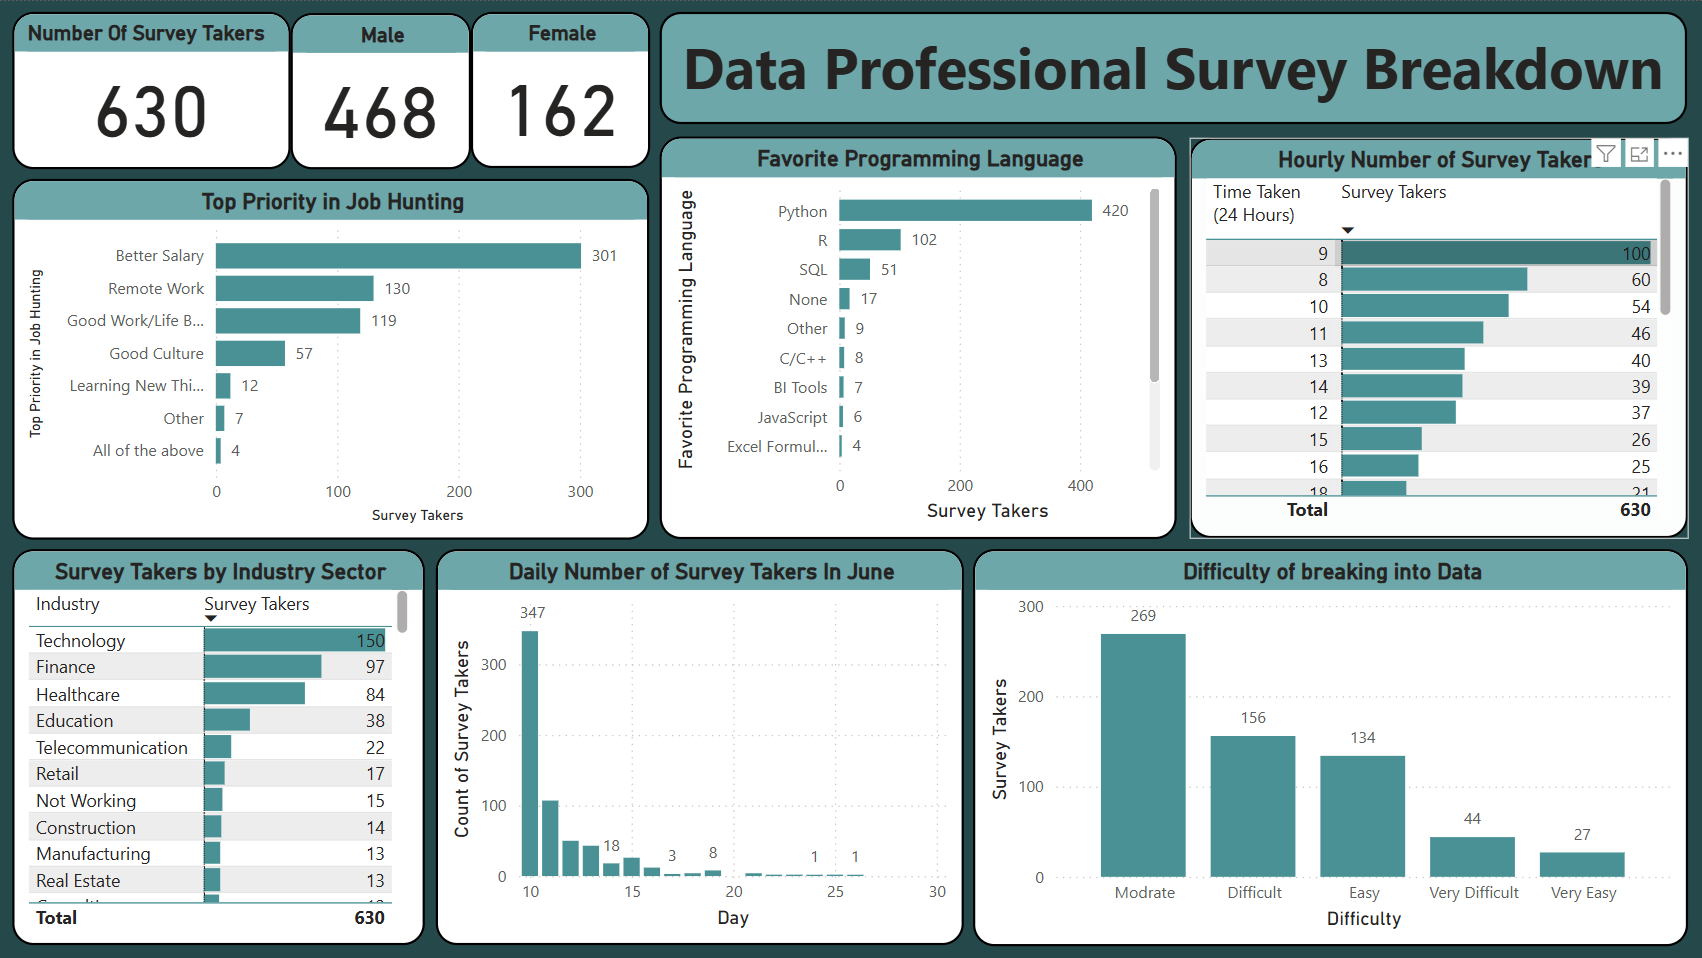 Number Of Survey Takers
630
Male
468
Female
162
Data Professional Survey Breakdown
Top Priority in Job Hunting
Top Priority in Job Hunting
Better Salary 301
Remote Work 130
Good Work/Life B... 119
Good Culture 57
Learning New Thi... 12
Other 7
All of the above 4
0 100 200 300
Survey Takers
Favorite Programming Language
Favorite Programming Language
Python 420
R 102
SQL 51
None 17
Other 9
C/C++ 8
BI Tools 7
JavaScript 6
Excel Formul... 4
0 200 400
Survey Takers
Hourly Number of Survey Taker
Time Taken Survey Takers
(24 Hours)
9 100
8 60
10 54
11 46
13 40
14 39
12 37
15 26
16 25
18 21
Total 630
Survey Takers by Industry Sector
Industry Survey Takers
Technology 150
Finance 97
Healthcare 84
Education 38
Telecommunication 22
Retail 17
Not Working 15
Construction 14
Manufacturing 13
Real Estate 13
Total 630
Daily Number of Survey Takers In June
Count of Survey Takers
347
300
200
100
18 3 8 1 1
0
10 15 20 25 30
Day
Difficulty of breaking into Data
Survey Takers
300
269
200
156
134
100
44
27
0
Modrate Difficult Easy Very Difficult Very Easy
Difficulty